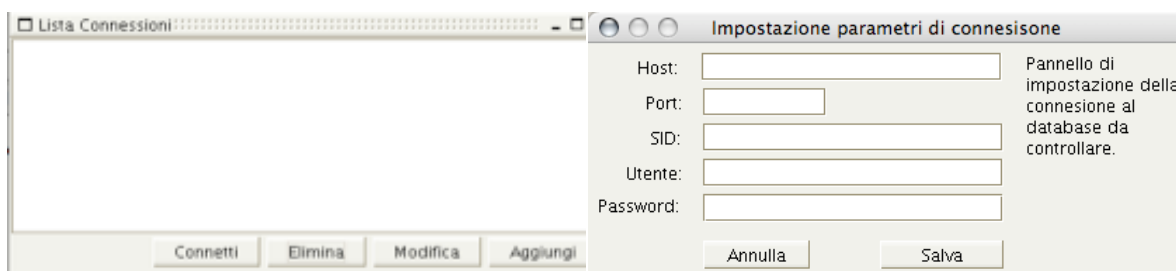 Lista Connessioni
Connetti Elimina Modifica Aggiungi
Impostazione parametri di connesisone
Host:
Port:
SID:
Utente:
Password:
Pannello di
impostazione della
connesione al
database da
controllare.
Annulla Salva